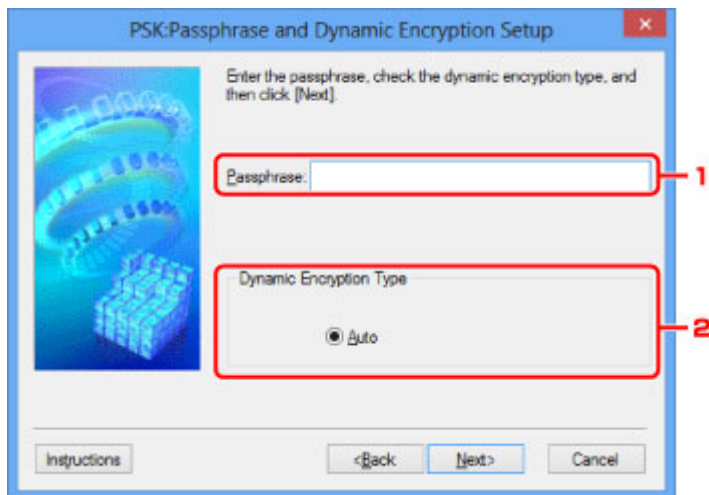 PSK:Passphrase and Dynamic Encryption Setup
Enter the passphrase, check the dynamic encryption type, and
then click [Next].
Passphrase:
1
Dynamic Encryption Type
Auto
2
Instructions
<Back
Next>
Cancel